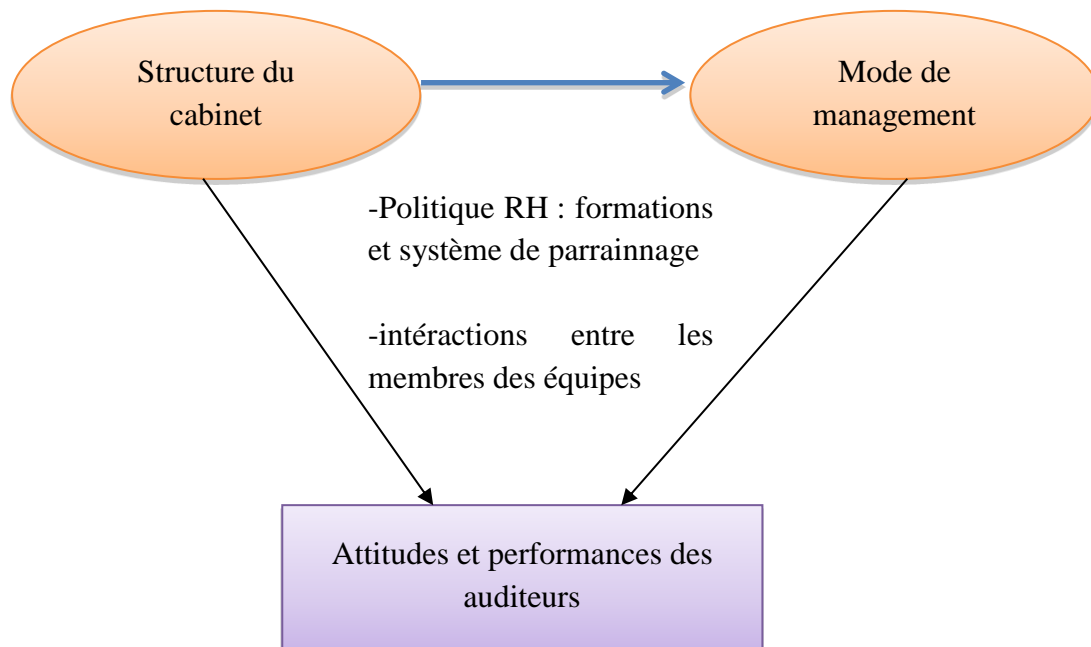 Structure du
cabinet
Mode de
management
-Politique RH : formations
et système de parrainnage
-intéractions entre les
membres des équipes
Attitudes et performances des
auditeurs